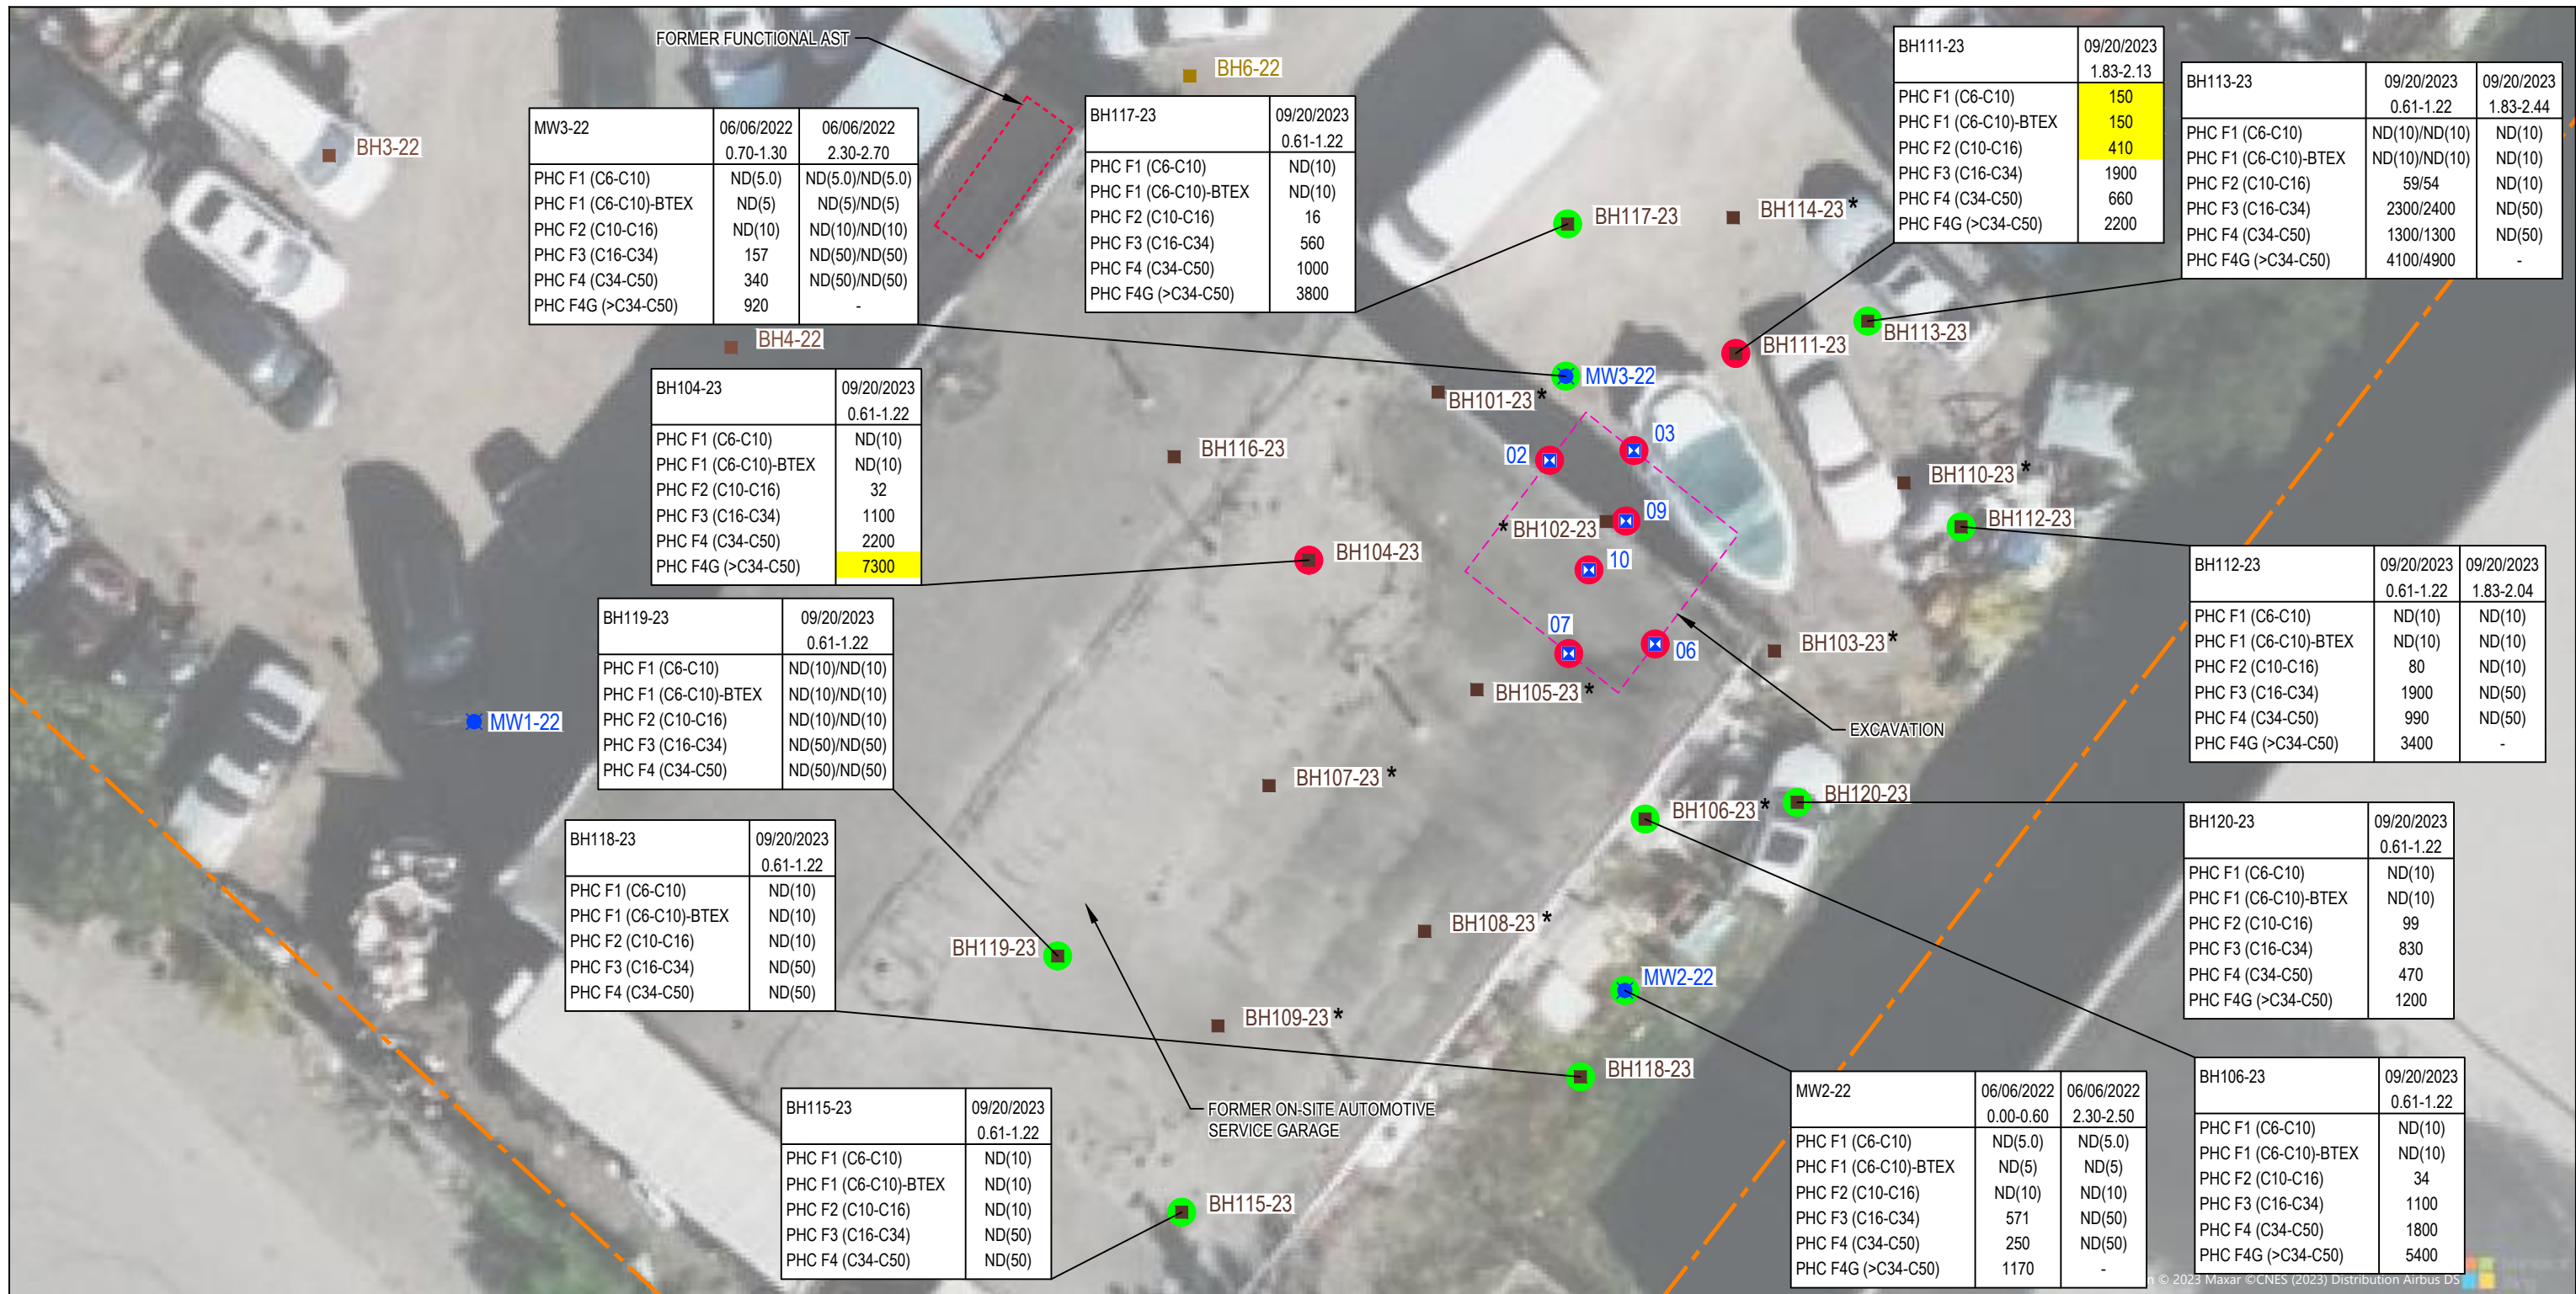 FORMER FUNCTIONAL AST
BH6-22
BH3-22
MW3-22 06/06/2022 06/06/2022
0.70-1.30 2.30-2.70
PHC F1 (C6-C10) ND(5.0) ND(5.0)/ND(5.0)
PHC F1 (C6-C10)-BTEX ND(5) ND(5)/ND(5)
PHC F2 (C10-C16) ND(10) ND(10)/ND(10)
PHC F3 (C16-C34) 157 ND(50)/ND(50)
PHC F4 (C34-C50) 340 ND(50)/ND(50)
PHC F4G (>C34-C50) 920 -
BH117-23 09/20/2023
0.61-1.22
PHC F1 (C6-C10) ND(10)
PHC F1 (C6-C10)-BTEX ND(10)
PHC F2 (C10-C16) 16
PHC F3 (C16-C34) 560
PHC F4 (C34-C50) 1000
PHC F4G (>C34-C50) 3800
BH111-23 09/20/2023
1.83-2.13
PHC F1 (C6-C10) 150
PHC F1 (C6-C10)-BTEX 150
PHC F2 (C10-C16) 410
PHC F3 (C16-C34) 1900
PHC F4 (C34-C50) 660
PHC F4G (>C34-C50) 2200
BH113-23 09/20/2023 09/20/2023
0.61-1.22 1.83-2.44
PHC F1 (C6-C10) ND(10)/ND(10) ND(10)
PHC F1 (C6-C10)-BTEX ND(10)/ND(10) ND(10)
PHC F2 (C10-C16) 59/54 ND(10)
PHC F3 (C16-C34) 2300/2400 ND(50)
PHC F4 (C34-C50) 1300/1300 ND(50)
PHC F4G (>C34-C50) 4100/4900 -
BH117-23
BH114-23 *
BH113-23
BH111-23
BH4-22
MW3-22
BH101-23 *
BH104-23 09/20/2023
0.61-1.22
PHC F1 (C6-C10) ND(10)
PHC F1 (C6-C10)-BTEX ND(10)
PHC F2 (C10-C16) 32
PHC F3 (C16-C34) 1100
PHC F4 (C34-C50) 2200
PHC F4G (>C34-C50) 7300
BH116-23
02
03
BH110-23 *
09
* BH102-23
BH112-23
BH104-23
10
BH112-23 09/20/2023 09/20/2023
0.61-1.22 1.83-2.04
PHC F1 (C6-C10) ND(10) ND(10)
PHC F1 (C6-C10)-BTEX ND(10) ND(10)
PHC F2 (C10-C16) 80 ND(10)
PHC F3 (C16-C34) 1900 ND(50)
PHC F4 (C34-C50) 990 ND(50)
PHC F4G (>C34-C50) 3400 -
BH119-23 09/20/2023
0.61-1.22
PHC F1 (C6-C10) ND(10)/ND(10)
PHC F1 (C6-C10)-BTEX ND(10)/ND(10)
PHC F2 (C10-C16) ND(10)/ND(10)
PHC F3 (C16-C34) ND(50)/ND(50)
PHC F4 (C34-C50) ND(50)/ND(50)
07
06
BH103-23 *
BH105-23 *
MW1-22
EXCAVATION
BH107-23 *
BH106-23 *
BH120-23
BH120-23 09/20/2023
0.61-1.22
PHC F1 (C6-C10) ND(10)
PHC F1 (C6-C10)-BTEX ND(10)
PHC F2 (C10-C16) 99
PHC F3 (C16-C34) 830
PHC F4 (C34-C50) 470
PHC F4G (>C34-C50) 1200
BH118-23 09/20/2023
0.61-1.22
PHC F1 (C6-C10) ND(10)
PHC F1 (C6-C10)-BTEX ND(10)
PHC F2 (C10-C16) ND(10)
PHC F3 (C16-C34) ND(50)
PHC F4 (C34-C50) ND(50)
BH108-23 *
BH119-23
MW2-22
BH109-23 *
BH118-23
FORMER ON-SITE AUTOMOTIVE
SERVICE GARAGE
BH115-23 09/20/2023
0.61-1.22
PHC F1 (C6-C10) ND(10)
PHC F1 (C6-C10)-BTEX ND(10)
PHC F2 (C10-C16) ND(10)
PHC F3 (C16-C34) ND(50)
PHC F4 (C34-C50) ND(50)
BH115-23
MW2-22 06/06/2022 06/06/2022
0.00-0.60 2.30-2.50
PHC F1 (C6-C10) ND(5.0) ND(5.0)
PHC F1 (C6-C10)-BTEX ND(5) ND(5)
PHC F2 (C10-C16) ND(10) ND(10)
PHC F3 (C16-C34) 571 ND(50)
PHC F4 (C34-C50) 250 ND(50)
PHC F4G (>C34-C50) 1170 -
BH106-23 09/20/2023
0.61-1.22
PHC F1 (C6-C10) ND(10)
PHC F1 (C6-C10)-BTEX ND(10)
PHC F2 (C10-C16) 34
PHC F3 (C16-C34) 1100
PHC F4 (C34-C50) 1800
PHC F4G (>C34-C50) 5400
© 2023 Maxar ©CNES (2023) Distribution Airbus DS